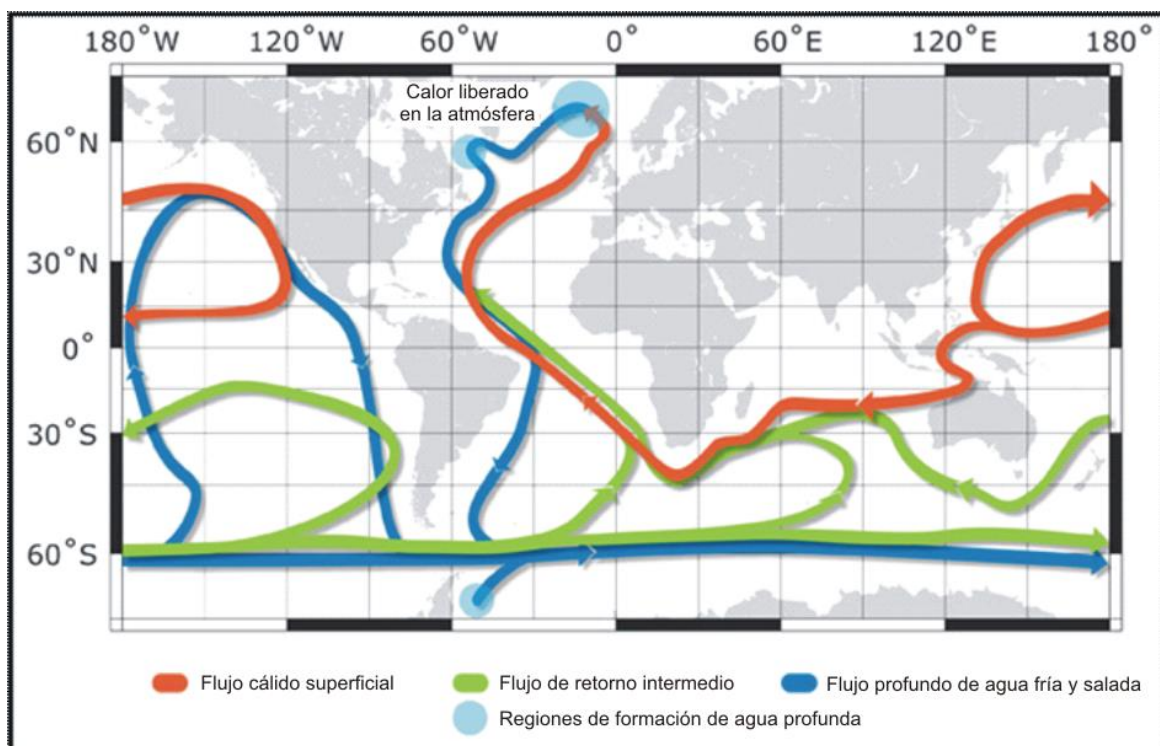 180°W 120°W 60°W 0° 60°E 120°E 180°
Calor liberado
en la atmósfera
60°N
30°N
0°
30°S
60°S
Flujo cálido superficial
Flujo de retorno intermedio
Flujo profundo de agua fría y salada
Regiones de formación de agua profunda